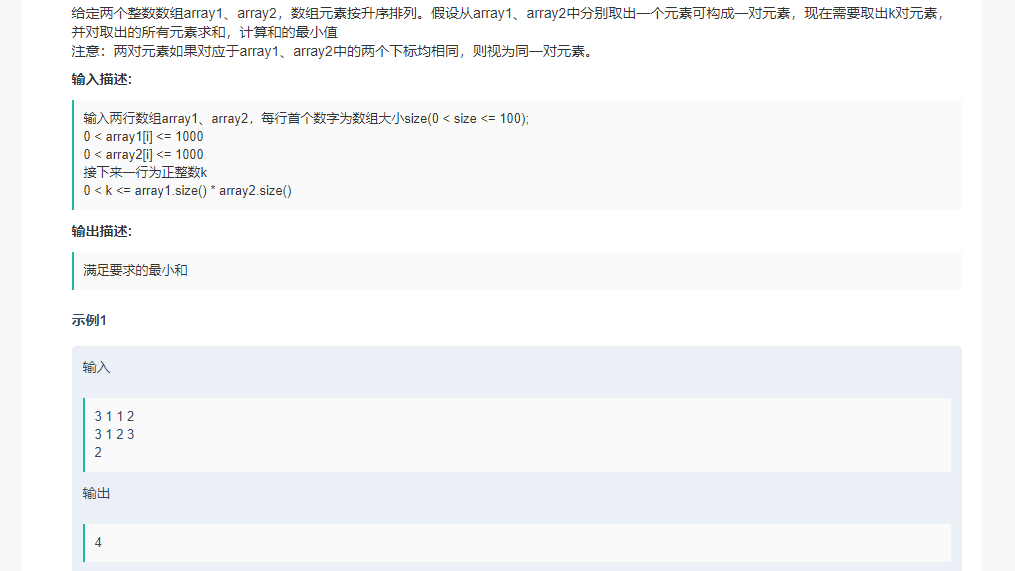 给定两个整数数组array1、array2，数组元素按升序排列。假设从array1、array2中分别取出一个元素可构成一对元素，现在需要取出k对元素，
并对取出的所有元素求和，计算和的最小值
注意：两对元素如果对应于array1、array2中的两个下标均相同，则视为同一对元素。
输入描述:
输入两行数组array1、array2，每行首个数字为数组大小size(0 < size <= 100);
0 < array1[i] <= 1000
0 < array2[i] <= 1000
接下来一行为正整数k
0 < k <= array1.size() * array2.size()
输出描述:
满足要求的最小和
示例1
输入
3 1 1 2
3 1 2 3
2
输出
4